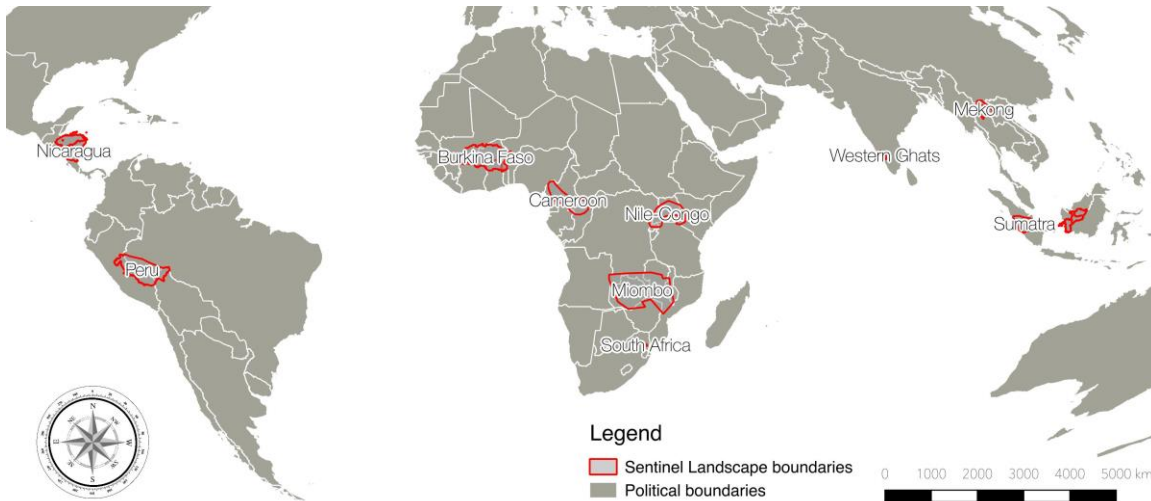 Mekong
Nicaragua
Burkina Faso
Western Ghats
Cameroon
Nile-Congo
Sumatra
Peru
Miombo
South Africa
N
E
W
S
Legend
Sentinel Landscape boundaries
Political boundaries
0 1000 2000 3000 4000 5000 km